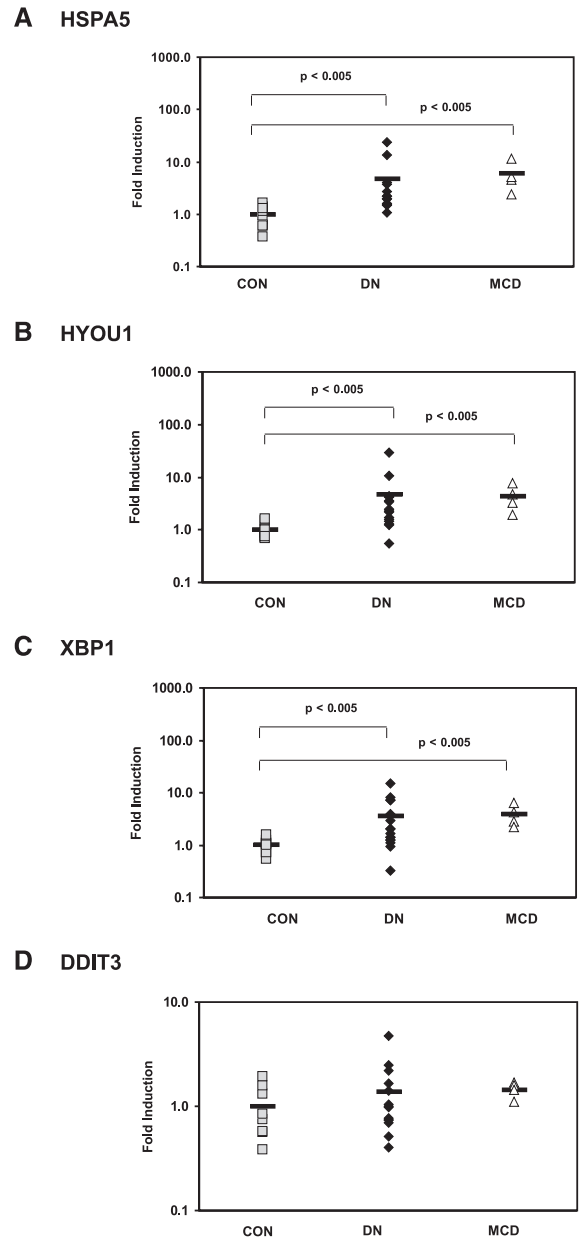 A HSPA5
1000.0
p < 0.005
100.0
p < 0.005
10.0
1.0
0.1
Fold Induction
CON DN MCD
B HYOU1
1000.0
p < 0.005
100.0
p < 0.005
10.0
1.0
0.1
Fold Induction
CON DN MCD
C XBP1
1000.0
p < 0.005
100.0
p < 0.005
10.0
1.0
0.1
Fold Induction
CON DN MCD
D DDIT3
10.0
1.0
0.1
Fold Induction
CON DN MCD